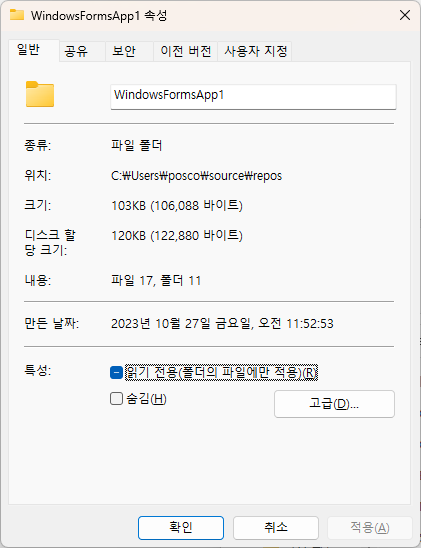 WindowsFormsApp1 속성
일반 공유 보안 이전 버전 사용자 지정
WindowsFormsApp1
종류: 파일 폴더
위치: C:₩Users₩posco₩source₩repos
크기: 103KB (106,088 바이트)
디스크 할
당 크기: 120KB (122,880 바이트)
내용: 파일 17, 폴더 11
만든 날짜: 2023년 10월 27일 금요일, 오전 11:52:53
특성: 읽기 전용(폴더의 파일에만 적용)(R)
숨김(H) 고급(D)...
확인 취소 적용(A)